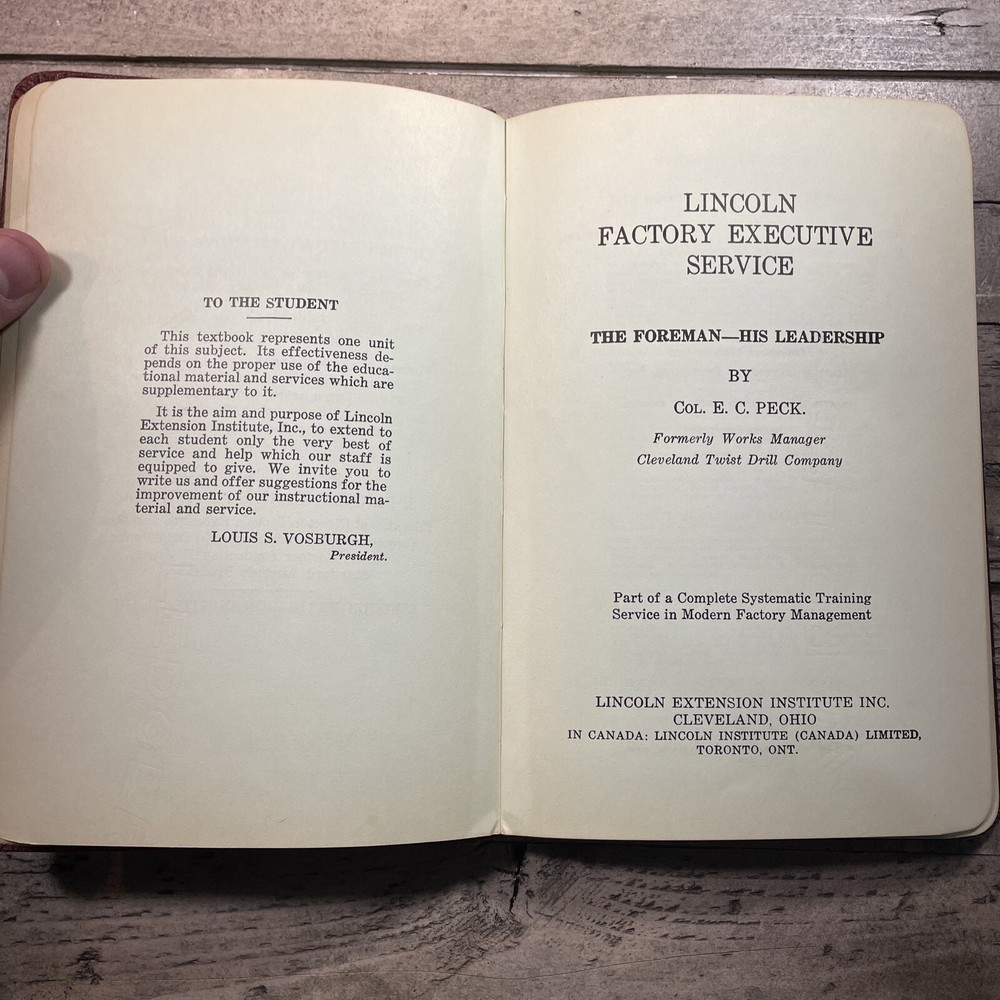 TO THE STUDENT
This textbook represents one unit
of this subject. Its effectiveness de-
pends on the proper use of the educa-
tional material and services which are
supplementary to it.
It is the aim and purpose of Lincoln
Extension Institute, Inc., to extend to
each student only the very best of
service and help which our staff is
equipped to give. We invite you to
write us and offer suggestions for the
improvement of our instructional ma-
terial and service.
LOUIS S. VOSBURGH,
President.
LINCOLN
FACTORY EXECUTIVE
SERVICE
THE FOREMAN—HIS LEADERSHIP
BY
COL. E. C. PECK.
Formerly Works Manager
Cleveland Twist Drill Company
Part of a Complete Systematic Training
Service in Modern Factory Management
LINCOLN EXTENSION INSTITUTE INC.
CLEVELAND, OHIO
IN CANADA: LINCOLN INSTITUTE (CANADA) LIMITED,
TORONTO, ONT.